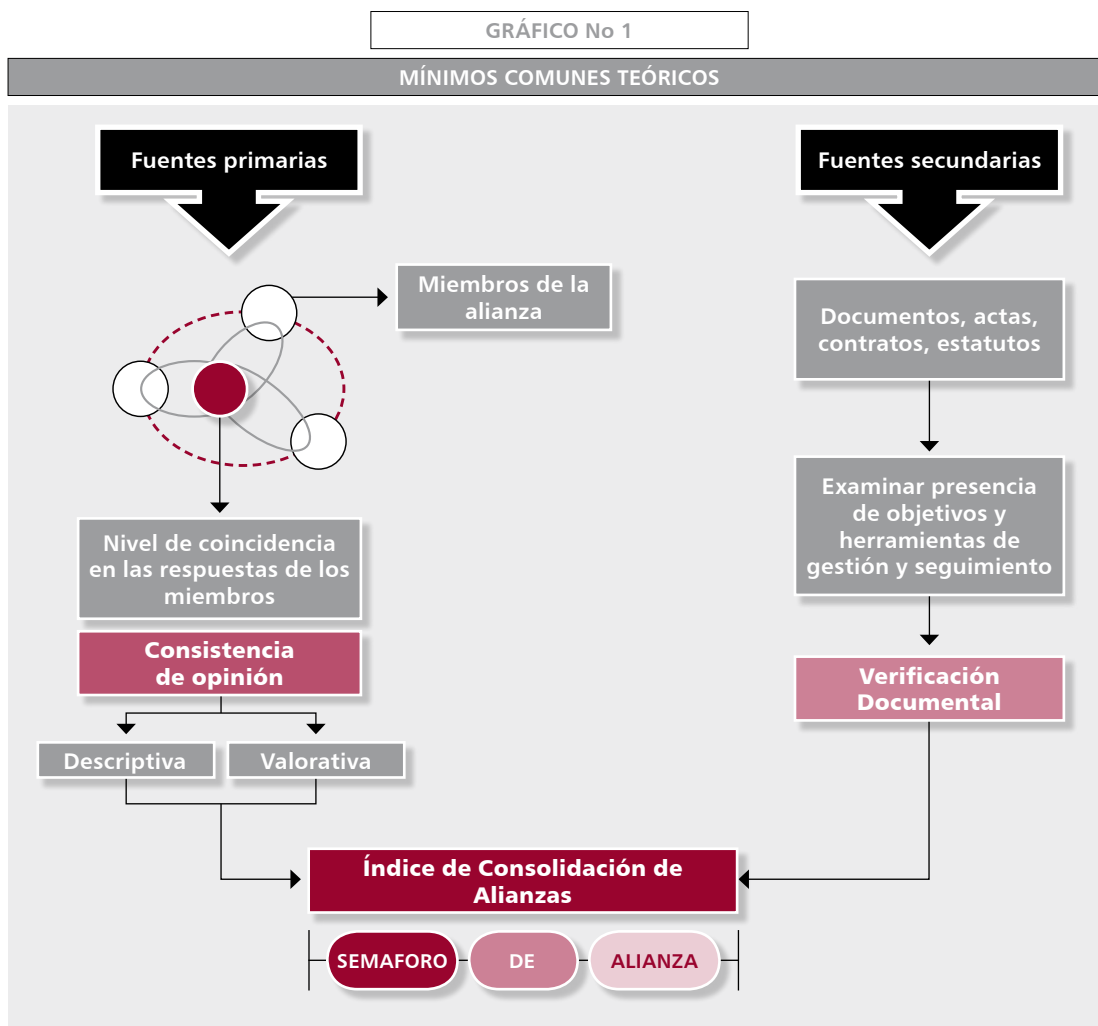 GRÁFICO No 1
MÍNIMOS COMUNES TEÓRICOS
Fuentes primarias
Fuentes secundarias
Miembros de la
alianza
Documentos, actas,
contratos, estatutos
Examinar presencia
de objetivos y
herramientas de
gestión y seguimiento
Nivel de coincidencia
en las respuestas de los
miembros
Consistencia
de opinión
Verificación
Documental
Descriptiva
Valorativa
Índice de Consolidación de
Alianzas
SEMAFORO
DE
ALIANZA